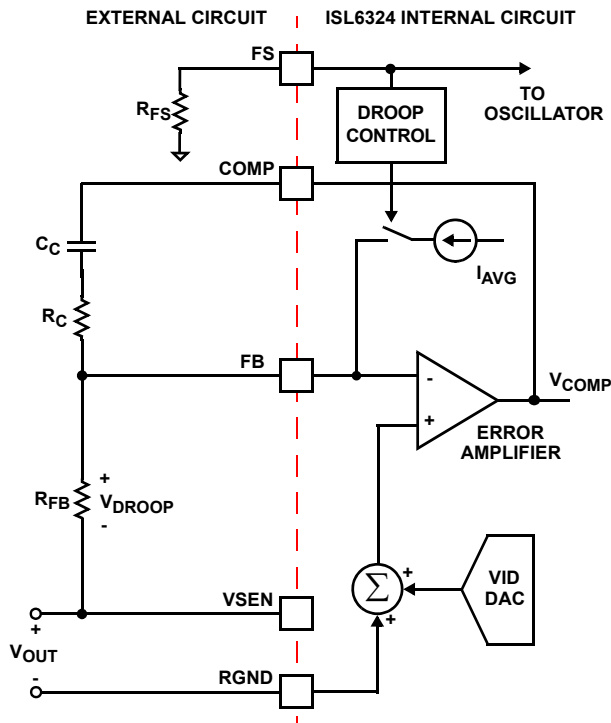 EXTERNAL CIRCUIT
ISL6324 INTERNAL CIRCUIT
FS
TO
OSCILLATOR
RFS
DROOP
CONTROL
COMP
CC
IAVG
RC
FB
-
+
VCOMP
ERROR
AMPLIFIER
RFB
+
VDROOP
-
VSEN
+
VOUT
-
Σ
+
+
VID
DAC
RGND